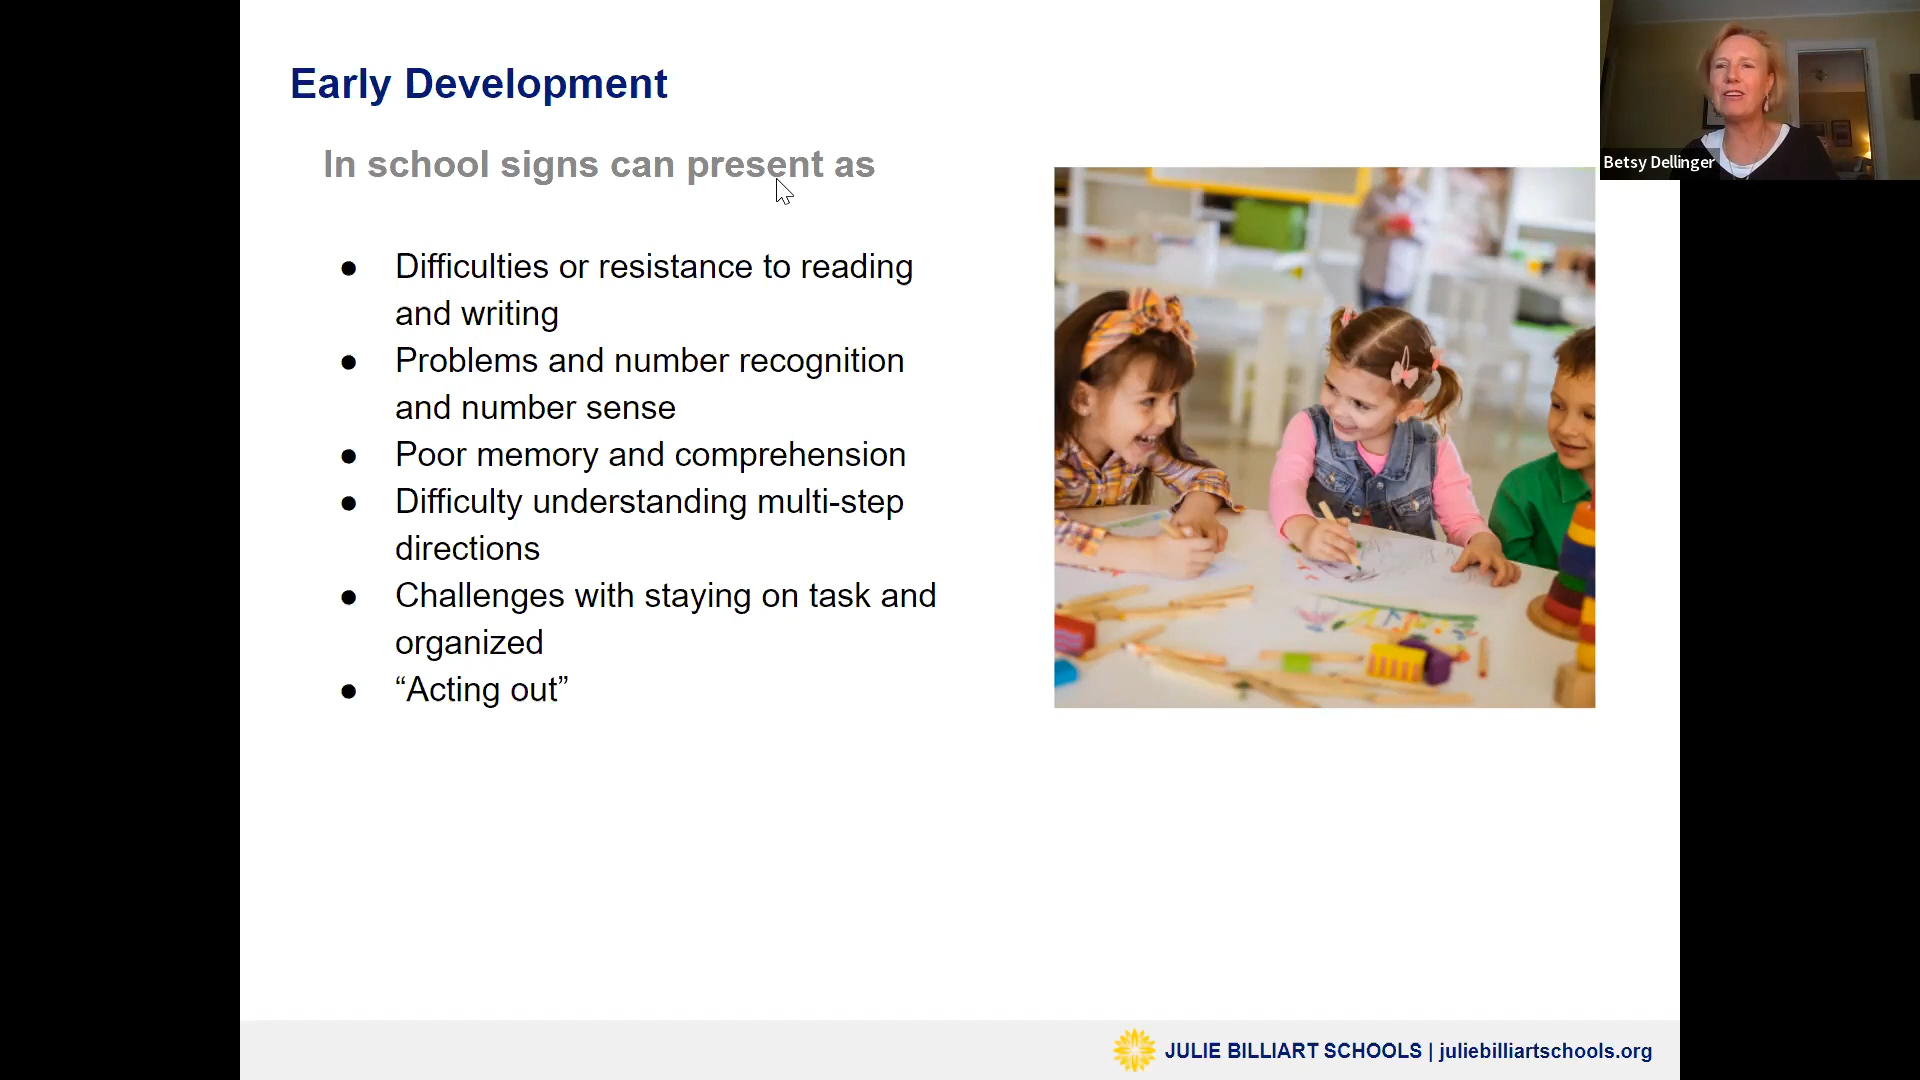 Early Development
In school signs can present as
● Difficulties or resistance to reading
and writing
● Problems and number recognition
and number sense
● Poor memory and comprehension
● Difficulty understanding multi-step
directions
● Challenges with staying on task and
organized
● “Acting out”
Betsy Dellinger
JULIE BILLIART SCHOOLS | juliebilliartschools.org